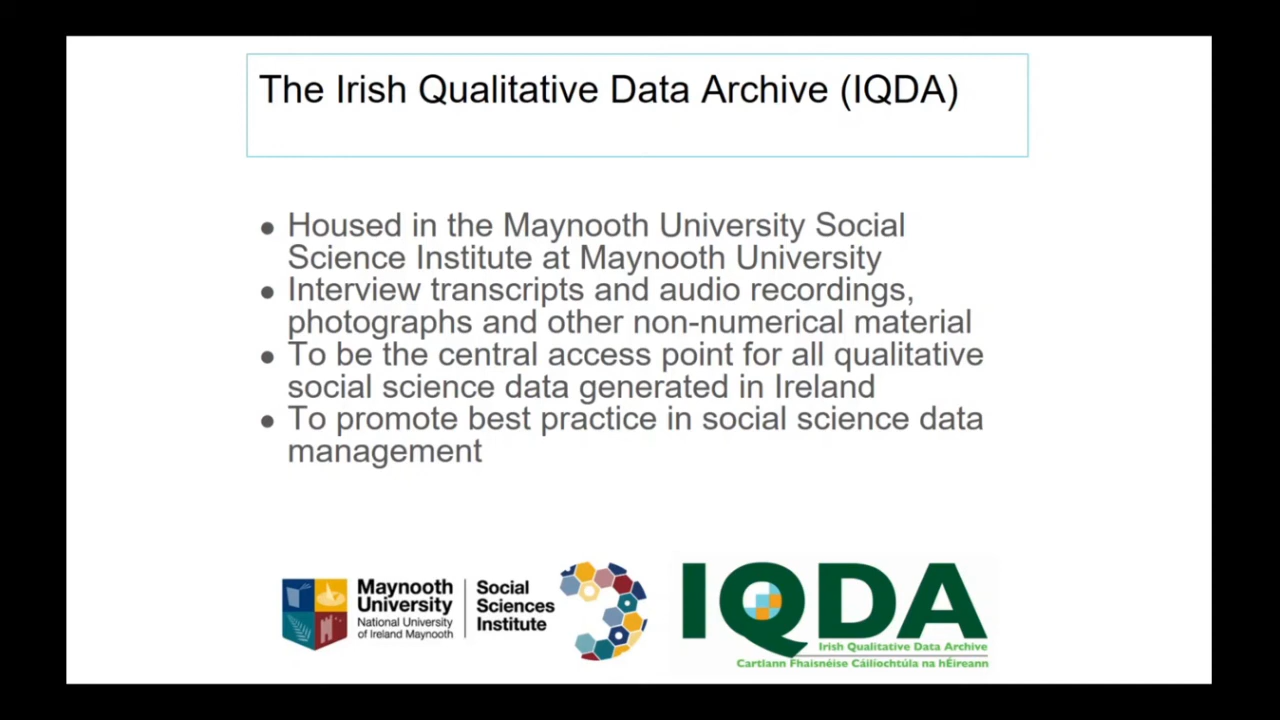 The Irish Qualitative Data Archive (IQDA)
● Housed in the Maynooth University Social
Science Institute at Maynooth University
● Interview transcripts and audio recordings,
photographs and other non-numerical material
● To be the central access point for all qualitative
social science data generated in Ireland
● To promote best practice in social science data
management
Maynooth
University
National University
of Ireland Maynooth
Social
Sciences
Institute
IQDA
Irish Qualitative Data Archive
Cartlann Fhaisnéise Cáilíochtúla na hÉireann